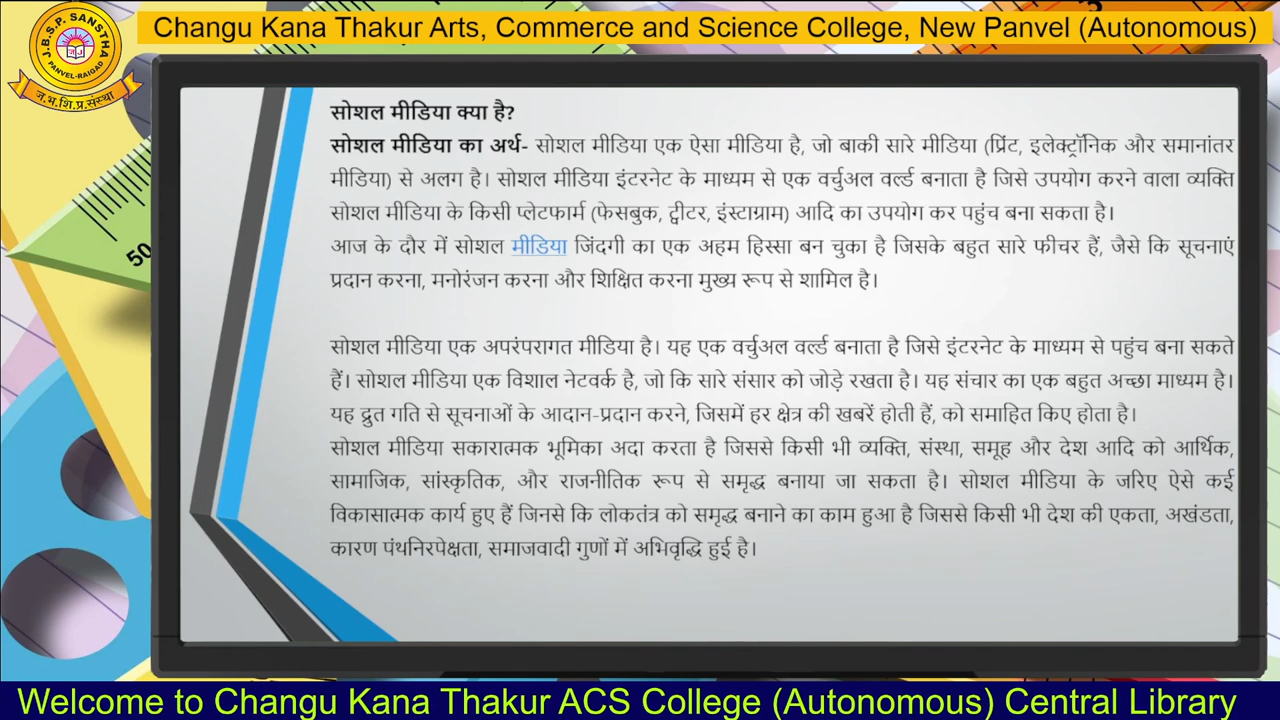 J.B.S.P. SANSTHA
PANVEL-RAIGAD
ज.भ.शि.प्र.संस्था
Changu Kana Thakur Arts, Commerce and Science College, New Panvel (Autonomous)
50
सोशल मीडिया क्या है?
सोशल मीडिया का अर्थ- सोशल मीडिया एक ऐसा मीडिया है, जो बाकी सारे मीडिया (प्रिंट, इलेक्ट्रॉनिक और समानांतर
मीडिया) से अलग है। सोशल मीडिया इंटरनेट के माध्यम से एक वर्चुअल वर्ल्ड बनाता है जिसे उपयोग करने वाला व्यक्ति
सोशल मीडिया के किसी प्लेटफार्म (फेसबुक, ट्वीटर, इंस्टाग्राम) आदि का उपयोग कर पहुंच बना सकता है।
आज के दौर में सोशल मीडिया जिंदगी का एक अहम हिस्सा बन चुका है जिसके बहुत सारे फीचर हैं, जैसे कि सूचनाएं
प्रदान करना, मनोरंजन करना और शिक्षित करना मुख्य रूप से शामिल है।
सोशल मीडिया एक अपरंपरागत मीडिया है। यह एक वर्चुअल वर्ल्ड बनाता है जिसे इंटरनेट के माध्यम से पहुंच बना सकते
हैं। सोशल मीडिया एक विशाल नेटवर्क है, जो कि सारे संसार को जोड़े रखता है। यह संचार का एक बहुत अच्छा माध्यम है।
यह द्रुत गति से सूचनाओं के आदान-प्रदान करने, जिसमें हर क्षेत्र की खबरें होती हैं, को समाहित किए होता है।
सोशल मीडिया सकारात्मक भूमिका अदा करता है जिससे किसी भी व्यक्ति, संस्था, समूह और देश आदि को आर्थिक,
सामाजिक, सांस्कृतिक, और राजनीतिक रूप से समृद्ध बनाया जा सकता है। सोशल मीडिया के जरिए ऐसे कई
विकासात्मक कार्य हुए हैं जिनसे कि लोकतंत्र को समृद्ध बनाने का काम हुआ है जिससे किसी भी देश की एकता, अखंडता,
कारण पंथनिरपेक्षता, समाजवादी गुणों में अभिवृद्धि हुई है।
Welcome to Changu Kana Thakur ACS College (Autonomous) Central Library